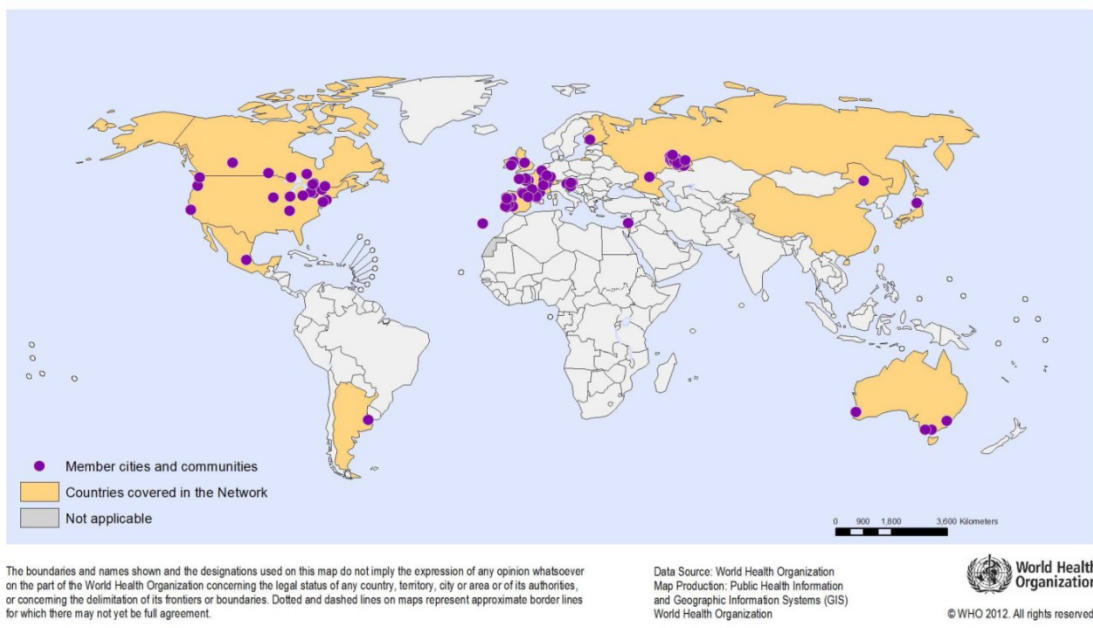 Member cities and communities
Countries covered in the Network
Not applicable
0 900 1,800 3,600 Kilometers
The boundaries and names shown and the designations used on this map do not imply the expression of any opinion whatsoever
on the part of the World Health Organization concerning the legal status of any country, territory, city or area or of its authorities,
or concerning the delimitation of its frontiers or boundaries. Dotted and dashed lines on maps represent approximate border lines
for which there may not yet be full agreement.
Data Source: World Health Organization
Map Production: Public Health Information
and Geographic Information Systems (GIS)
World Health Organization
World Health
Organization
© WHO 2012. All rights reserved